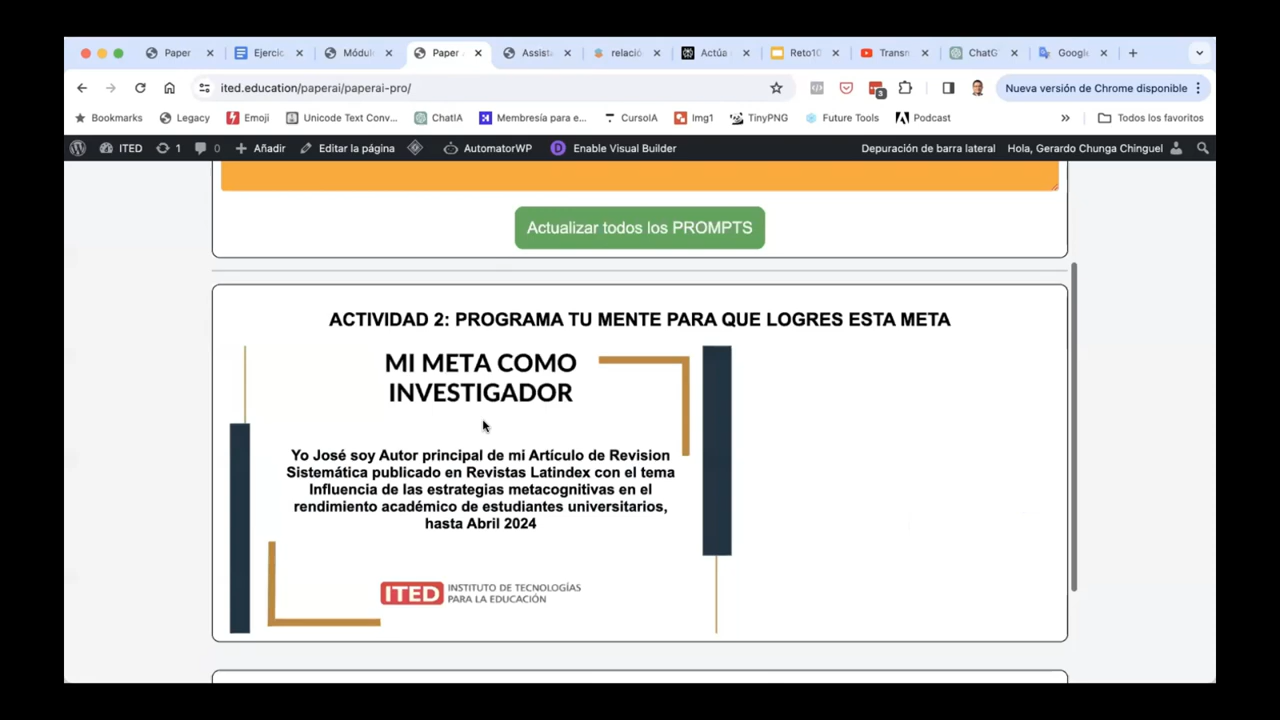 Paper
Ejercic
Módul
Paper
Assist
relació
Actúa
Reto10
Transn
ChatG
Google
ited.education/paperai/paperai-pro/
3
Nueva versión de Chrome disponible
Bookmarks
Legacy
Emoji
Unicode Text Conv...
ChatIA
Membresía para e...
CursoIA
Img1
TinyPNG
Future Tools
Podcast
»
Todos los favoritos
ITED
1
0
Añadir
Editar la página
AutomatorWP
D
Enable Visual Builder
Depuración de barra lateral
Hola, Gerardo Chunga Chinguel
Actualizar todos los PROMPTS
ACTIVIDAD 2: PROGRAMA TU MENTE PARA QUE LOGRES ESTA META
MI META COMO
INVESTIGADOR
Yo José soy Autor principal de mi Artículo de Revision
Sistemática publicado en Revistas Latindex con el tema
Influencia de las estrategias metacognitivas en el
rendimiento académico de estudiantes universitarios,
hasta Abril 2024
ITED
INSTITUTO DE TECNOLOGÍAS
PARA LA EDUCACIÓN